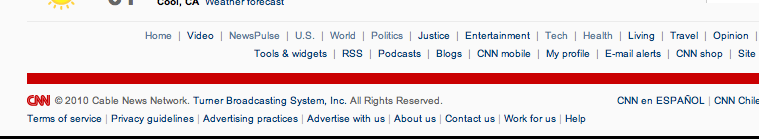 Cool, CA Weather forecast
Home | Video | NewsPulse | U.S. | World | Politics | Justice | Entertainment | Tech | Health | Living | Travel | Opinion |
Tools & widgets | RSS | Podcasts | Blogs | CNN mobile | My profile | E-mail alerts | CNN shop | Site
CNN © 2010 Cable News Network. Turner Broadcasting System, Inc. All Rights Reserved. CNN en ESPAÑOL | CNN Chile
Terms of service | Privacy guidelines | Advertising practices | Advertise with us | About us | Contact us | Work for us | Help